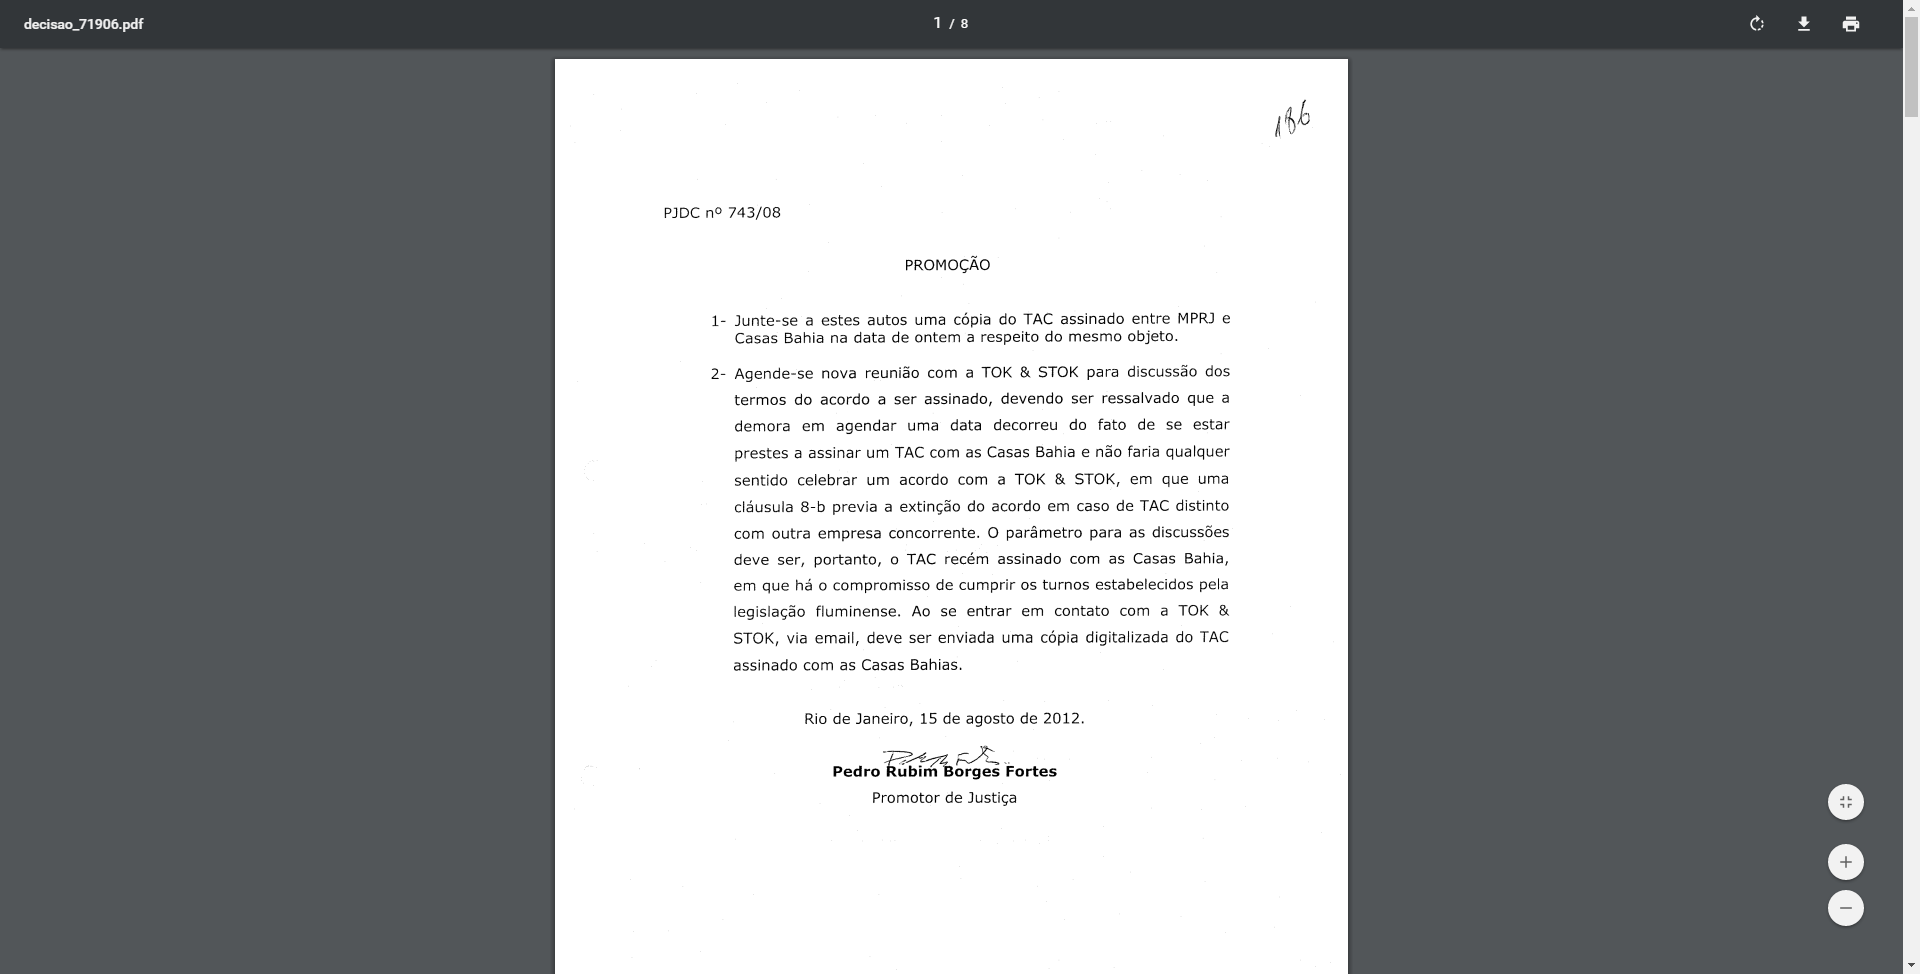 decisao_71906.pdf
1 / 8
186
PJDC nº 743/08
PROMOÇÃO
1- Junte-se a estes autos uma cópia do TAC assinado entre MPRJ e
Casas Bahia na data de ontem a respeito do mesmo objeto.
2- Agende-se nova reunião com a TOK & STOK para discussão dos
termos do acordo a ser assinado, devendo ser ressalvado que a
demora em agendar uma data decorreu do fato de se estar
prestes a assinar um TAC com as Casas Bahia e não faria qualquer
sentido celebrar um acordo com a TOK & STOK, em que uma
cláusula 8-b previa a extinção do acordo em caso de TAC distinto
com outra empresa concorrente. O parâmetro para as discussões
deve ser, portanto, o TAC recém assinado com as Casas Bahia,
em que há o compromisso de cumprir os turnos estabelecidos pela
legislação fluminense. Ao se entrar em contato com a TOK &
STOK, via email, deve ser enviada uma cópia digitalizada do TAC
assinado com as Casas Bahias.
Rio de Janeiro, 15 de agosto de 2012.
Pedro Rubim Borges Fortes
Promotor de Justiça